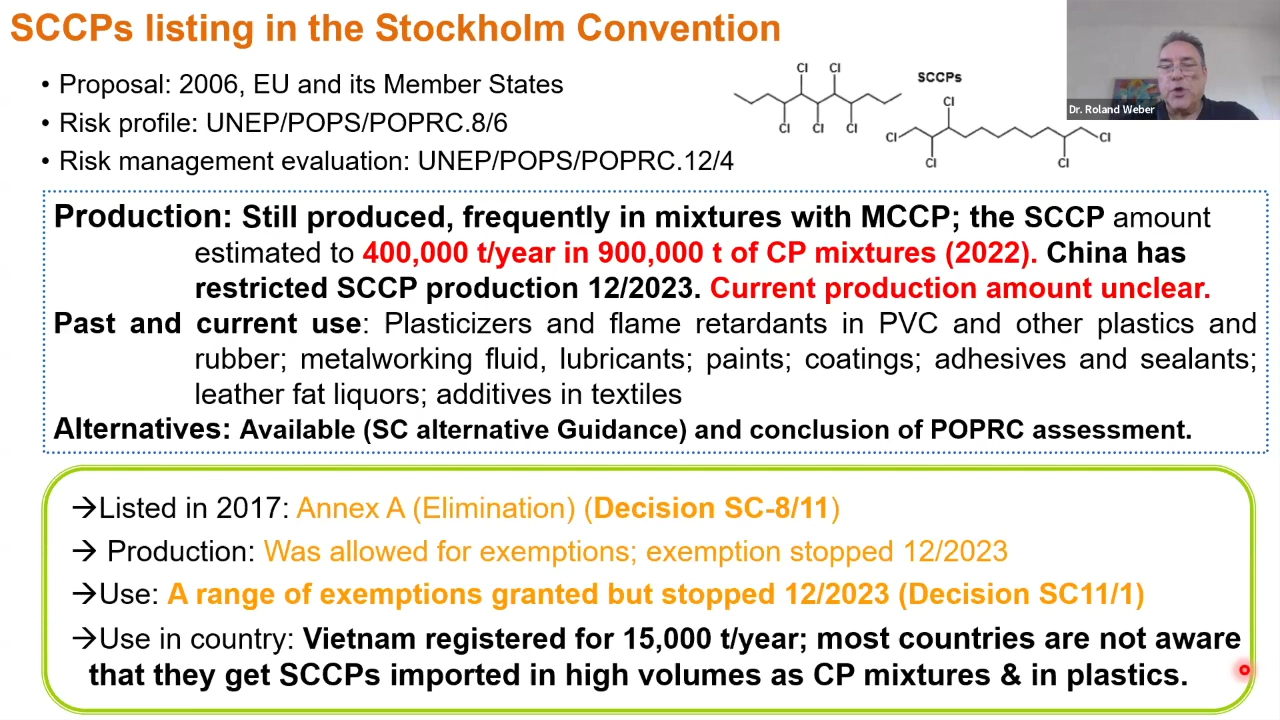 SCCPs listing in the Stockholm Convention
• Proposal: 2006, EU and its Member States
• Risk profile: UNEP/POPS/POPRC.8/6
• Risk management evaluation: UNEP/POPS/POPRC.12/4
Cl Cl
Cl Cl Cl
SCCPs
Cl
Cl Cl
Cl Cl
Dr. Roland Weber
Production: Still produced, frequently in mixtures with MCCP; the SCCP amount
estimated to 400,000 t/year in 900,000 t of CP mixtures (2022). China has
restricted SCCP production 12/2023. Current production amount unclear.
Past and current use: Plasticizers and flame retardants in PVC and other plastics and
rubber; metalworking fluid, lubricants; paints; coatings; adhesives and sealants;
leather fat liquors; additives in textiles
Alternatives: Available (SC alternative Guidance) and conclusion of POPRC assessment.
→Listed in 2017: Annex A (Elimination) (Decision SC-8/11)
→ Production: Was allowed for exemptions; exemption stopped 12/2023
→Use: A range of exemptions granted but stopped 12/2023 (Decision SC11/1)
→Use in country: Vietnam registered for 15,000 t/year; most countries are not aware
that they get SCCPs imported in high volumes as CP mixtures & in plastics.